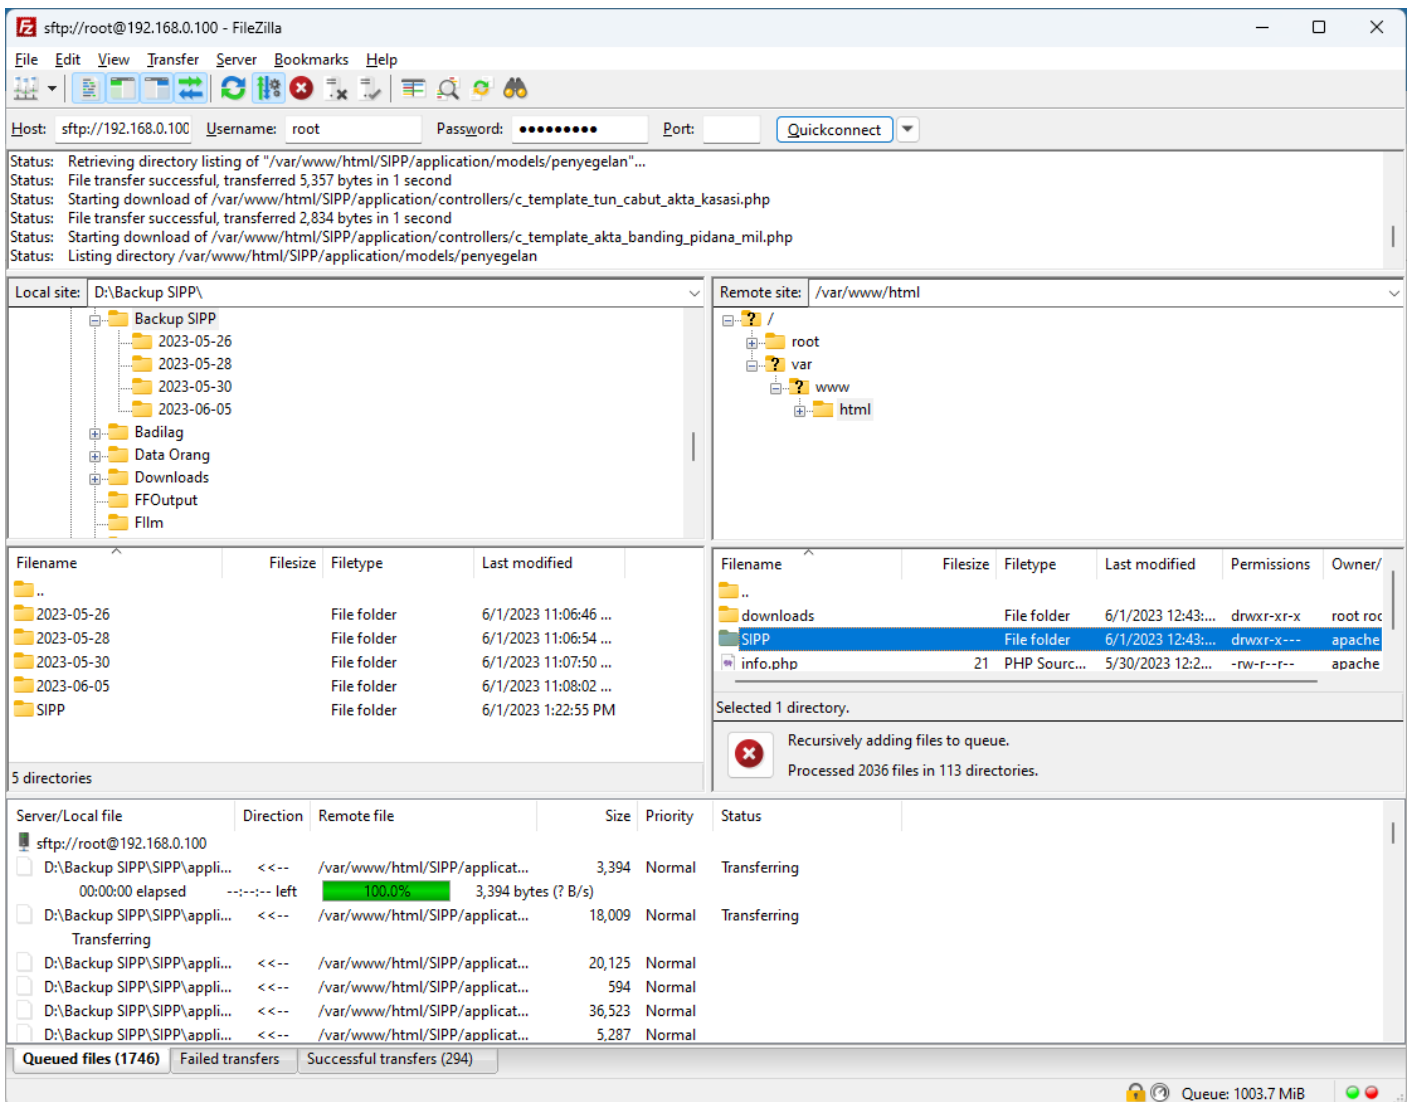 sftp://root@192.168.0.100 - FileZilla
File Edit View Transfer Server Bookmarks Help
Host: sftp://192.168.0.100 Username: root Password: ●●●●●●●●● Port: Quickconnect
Status: Retrieving directory listing of "/var/www/html/SIPP/application/models/penyegelan"...
Status: File transfer successful, transferred 5,357 bytes in 1 second
Status: Starting download of /var/www/html/SIPP/application/controllers/c_template_tun_cabut_akta_kasasi.php
Status: File transfer successful, transferred 2,834 bytes in 1 second
Status: Starting download of /var/www/html/SIPP/application/controllers/c_template_akta_banding_pidana_mil.php
Status: Listing directory /var/www/html/SIPP/application/models/penyegelan
Local site: D:\Backup SIPP\
Backup SIPP
2023-05-26
2023-05-28
2023-05-30
2023-06-05
Badilag
Data Orang
Downloads
FFOutput
FIlm
Remote site: /var/www/html
/
root
var
www
html
Filename Filesize Filetype Last modified
..
2023-05-26 File folder 6/1/2023 11:06:46 ...
2023-05-28 File folder 6/1/2023 11:06:54 ...
2023-05-30 File folder 6/1/2023 11:07:50 ...
2023-06-05 File folder 6/1/2023 11:08:02 ...
SIPP File folder 6/1/2023 1:22:55 PM
5 directories
Filename Filesize Filetype Last modified Permissions Owner/
..
downloads File folder 6/1/2023 12:43:... drwxr-xr-x root roc
SIPP File folder 6/1/2023 12:43:... drwxr-x--- apache
info.php 21 PHP Sourc... 5/30/2023 12:2... -rw-r--r-- apache
Selected 1 directory.
Recursively adding files to queue.
Processed 2036 files in 113 directories.
Server/Local file Direction Remote file Size Priority Status
sftp://root@192.168.0.100
D:\Backup SIPP\SIPP\appli... <<-- /var/www/html/SIPP/applicat... 3,394 Normal Transferring
00:00:00 elapsed --:--:-- left 100.0% 3,394 bytes (? B/s)
D:\Backup SIPP\SIPP\appli... <<-- /var/www/html/SIPP/applicat... 18,009 Normal Transferring
Transferring
D:\Backup SIPP\SIPP\appli... <<-- /var/www/html/SIPP/applicat... 20,125 Normal
D:\Backup SIPP\SIPP\appli... <<-- /var/www/html/SIPP/applicat... 594 Normal
D:\Backup SIPP\SIPP\appli... <<-- /var/www/html/SIPP/applicat... 36,523 Normal
D:\Backup SIPP\SIPP\appli... <<-- /var/www/html/SIPP/applicat... 5,287 Normal
Queued files (1746) Failed transfers Successful transfers (294)
Queue: 1003.7 MiB